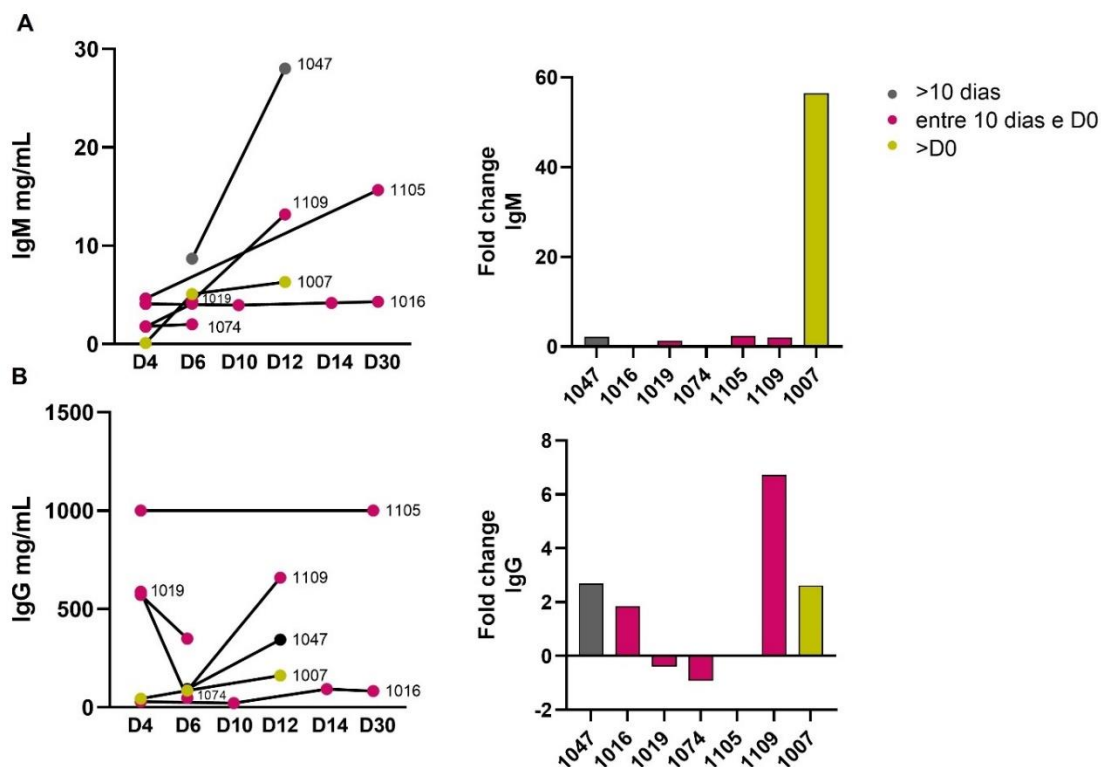 A
IgM mg/mL
30
20
10
0
D4 D6 D10 D12 D14 D30
1047
1105
1109
1007
1019
1016
1074
Fold change
IgM
60
40
20
0
1047 1016 1019 1074 1105 1109 1007
>10 dias
entre 10 dias e D0
>D0
B
IgG mg/mL
1500
1000
500
0
D4 D6 D10 D12 D14 D30
1105
1019
1109
1047
1007
1074
1016
Fold change
IgG
8
6
4
2
0
-2
1047 1016 1019 1074 1105 1109 1007